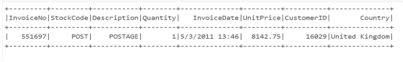 +---------+---------+-----------+--------+-------------+---------+----------+--------------+
|InvoiceNo|StockCode|Description|Quantity|  InvoiceDate|UnitPrice|CustomerID|       Country|
+---------+---------+-----------+--------+-------------+---------+----------+--------------+
|   551697|     POST|    POSTAGE|       1|5/3/2011 13:46|  8142.75|     16029|United Kingdom|
+---------+---------+-----------+--------+-------------+---------+----------+--------------+